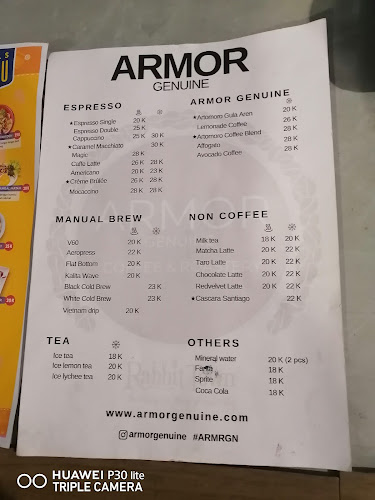 ARMOR
GENUINE
ESPRESSO
★Espresso Single 20 K
Espresso Double 25 K
Cappuccino 25 K 30 K
★Caramel Macchiato 30 K
Magic 28 K
Caffe Latte 26 K 28 K
Americano 20 K 23 K
★Crème Brûlée 26 K 28 K
Mocaccino 28 K 28 K
ARMOR GENUINE
★Artomoro Gula Aren 20 K
Lemonade Coffee 26 K
★Artomoro Coffee Blend 28 K
Affogato 28 K
Avocado Coffee 28 K
MANUAL BREW
V60 20 K
Aeropress 22 K
Flat Bottom 20 K
Kalita Wave 20 K
Black Cold Brew 23 K
White Cold Brew 23 K
Vietnam drip 20 K
NON COFFEE
Milk tea 18 K 20 K
Matcha Latte 20 K 22 K
Taro Latte 20 K 22 K
Chocolate Latte 20 K 22 K
Redvelvet Latte 20 K 22 K
★Cascara Santiago 22 K
TEA
Ice tea 18 K
Ice lemon tea 20 K
Ice lychee tea 20 K
OTHERS
Mineral water 20 K (2 pcs)
Fanta 18 K
Sprite 18 K
Coca Cola 18 K
www.armorgenuine.com
armorgenuine #ARMRGN
HUAWEI P30 lite
TRIPLE CAMERA